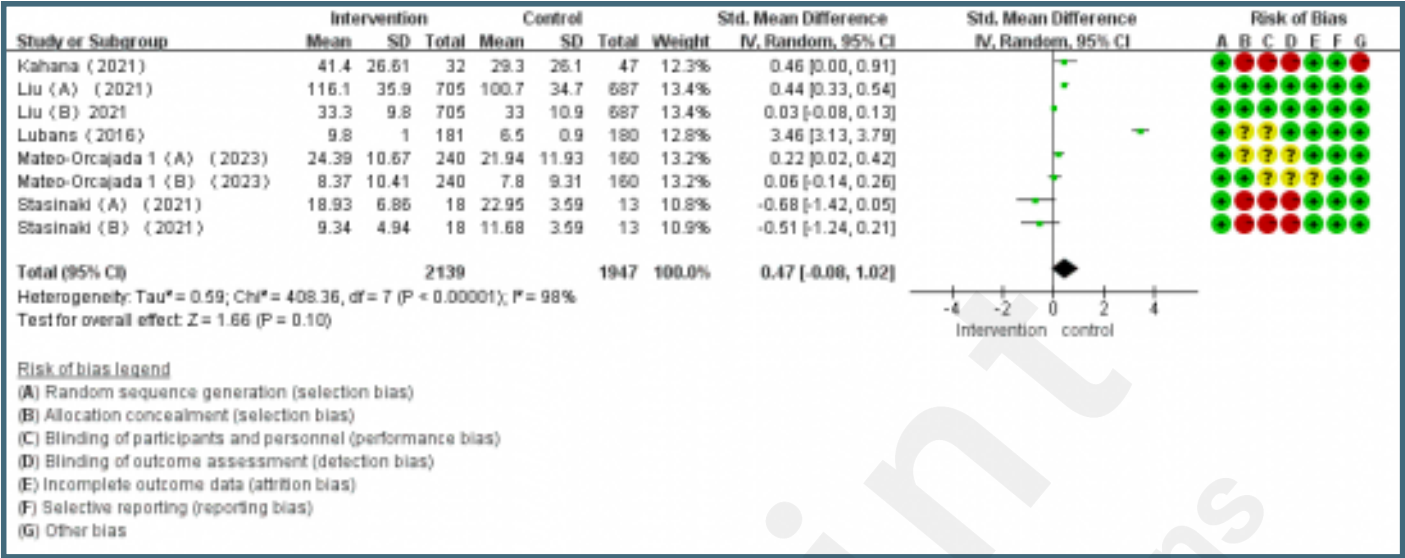 Intervention Control Std. Mean Difference Std. Mean Difference Risk of Bias
Study or Subgroup Mean SD Total Mean SD Total Weight IV, Random, 95% CI IV, Random, 95% CI A B C D E F G
Kahana (2021) 41.4 26.61 32 29.3 26.1 47 12.3% 0.46 [0.00, 0.91]
Liu (A) (2021) 116.1 35.9 705 100.7 34.7 687 13.4% 0.44 [0.33, 0.54]
Liu (B) 2021 33.3 9.8 705 33 10.9 687 13.4% 0.03 [-0.08, 0.13]
Lubans (2016) 9.8 1 181 6.5 0.9 180 12.8% 3.46 [3.13, 3.79] ? ?
Mateo-Orcajada 1 (A) (2023) 24.39 10.67 240 21.94 11.93 160 13.2% 0.22 [0.02, 0.42] ? ? ?
Mateo-Orcajada 1 (B) (2023) 8.37 10.41 240 7.8 9.31 160 13.2% 0.06 [-0.14, 0.26] ? ? ?
Stasinaki (A) (2021) 18.93 6.86 18 22.95 3.59 13 10.8% -0.68 [-1.42, 0.05]
Stasinaki (B) (2021) 9.34 4.94 18 11.68 3.59 13 10.9% -0.51 [-1.24, 0.21]
Total (95% CI) 2139 1947 100.0% 0.47 [-0.08, 1.02]
Heterogeneity: Tau² = 0.59; Chi² = 408.36, df = 7 (P < 0.00001); I² = 98%
Test for overall effect: Z = 1.66 (P = 0.10)
-4 -2 0 2 4
Intervention control
Risk of bias legend
(A) Random sequence generation (selection bias)
(B) Allocation concealment (selection bias)
(C) Blinding of participants and personnel (performance bias)
(D) Blinding of outcome assessment (detection bias)
(E) Incomplete outcome data (attrition bias)
(F) Selective reporting (reporting bias)
(G) Other bias